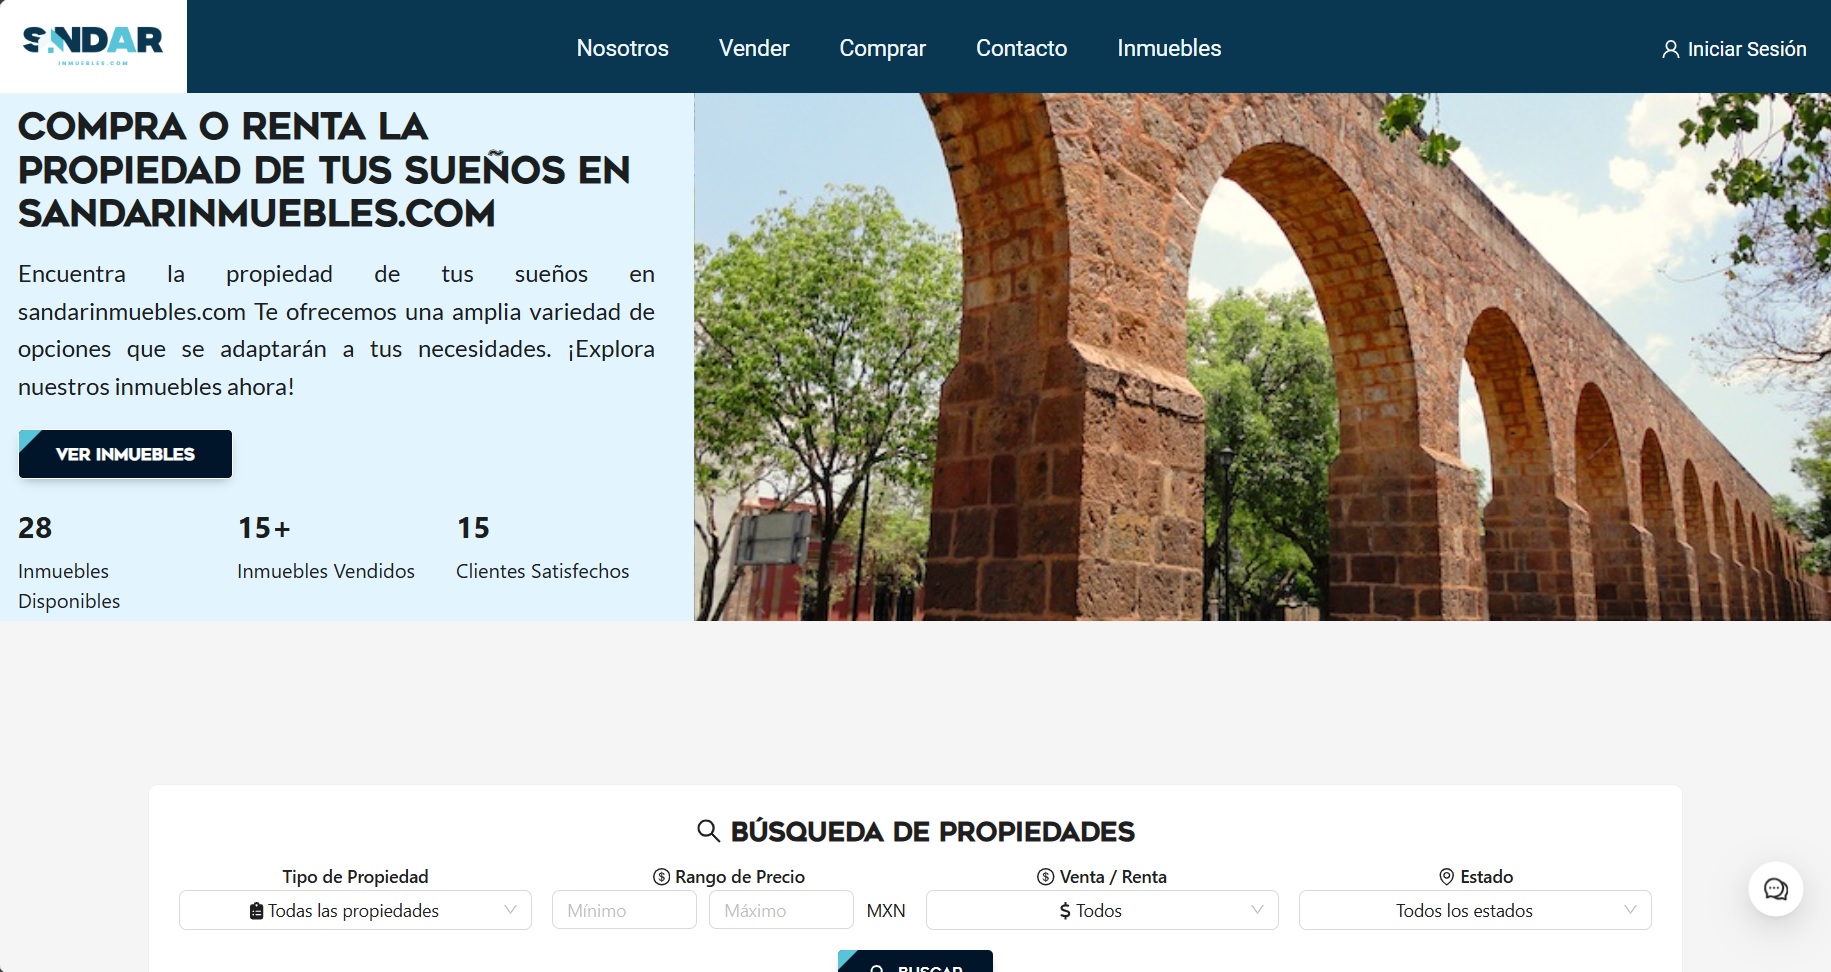 SANDAR
INMUEBLES.COM
Nosotros
Vender
Comprar
Contacto
Inmuebles
Iniciar Sesión
COMPRA O RENTA LA
PROPIEDAD DE TUS SUEÑOS EN
SANDARINMUEBLES.COM
Encuentra la propiedad de tus sueños en
sandarinmuebles.com Te ofrecemos una amplia variedad de
opciones que se adaptarán a tus necesidades. ¡Explora
nuestros inmuebles ahora!
VER INMUEBLES
28
Inmuebles
Disponibles
15+
Inmuebles Vendidos
15
Clientes Satisfechos
BÚSQUEDA DE PROPIEDADES
Tipo de Propiedad
Todas las propiedades
Rango de Precio
Mínimo
Máximo
MXN
Venta / Renta
Todos
Estado
Todos los estados
BUSCAR